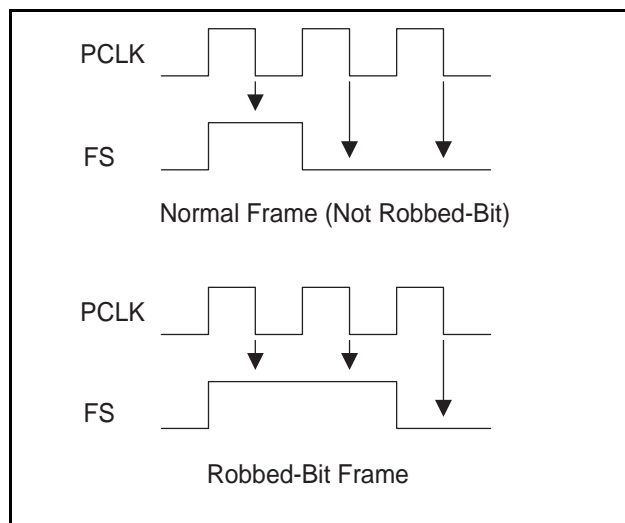 PCLK
FS
Normal Frame (Not Robbed-Bit)
PCLK
FS
Robbed-Bit Frame